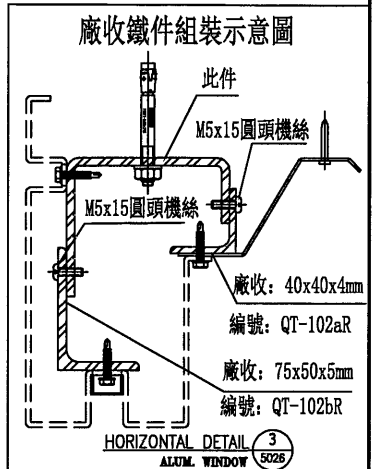 廠收鐵件組裝示意圖
此件
M5x15圓頭機絲
M5x15圓頭機絲
廠收: 40x40x4mm
編號: QT-102aR
廠收: 75x50x5mm
編號: QT-102bR
HORIZONTAL DETAIL
ALUM. WINDOW
3
5026